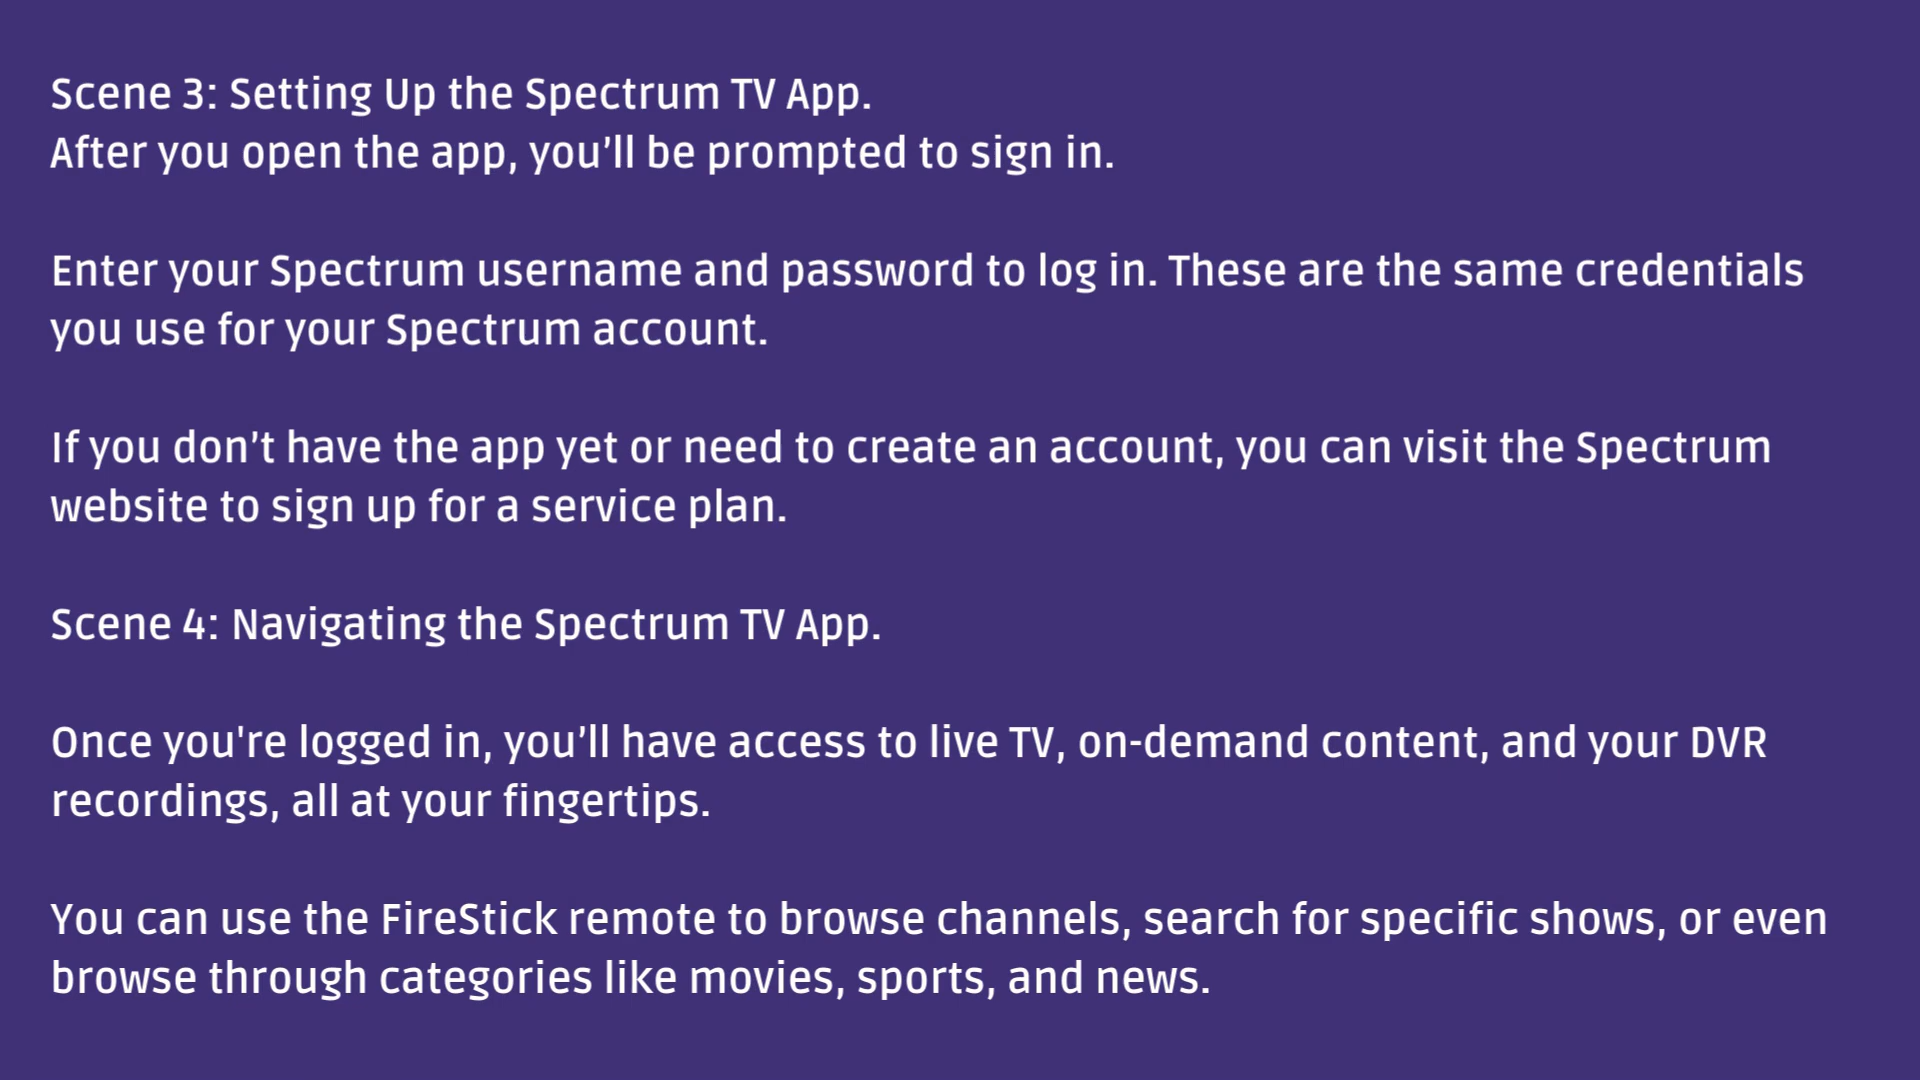 Scene 3: Setting Up the Spectrum TV App.
After you open the app, you’ll be prompted to sign in.
Enter your Spectrum username and password to log in. These are the same credentials
you use for your Spectrum account.
If you don’t have the app yet or need to create an account, you can visit the Spectrum
website to sign up for a service plan.
Scene 4: Navigating the Spectrum TV App.
Once you're logged in, you’ll have access to live TV, on-demand content, and your DVR
recordings, all at your fingertips.
You can use the FireStick remote to browse channels, search for specific shows, or even
browse through categories like movies, sports, and news.